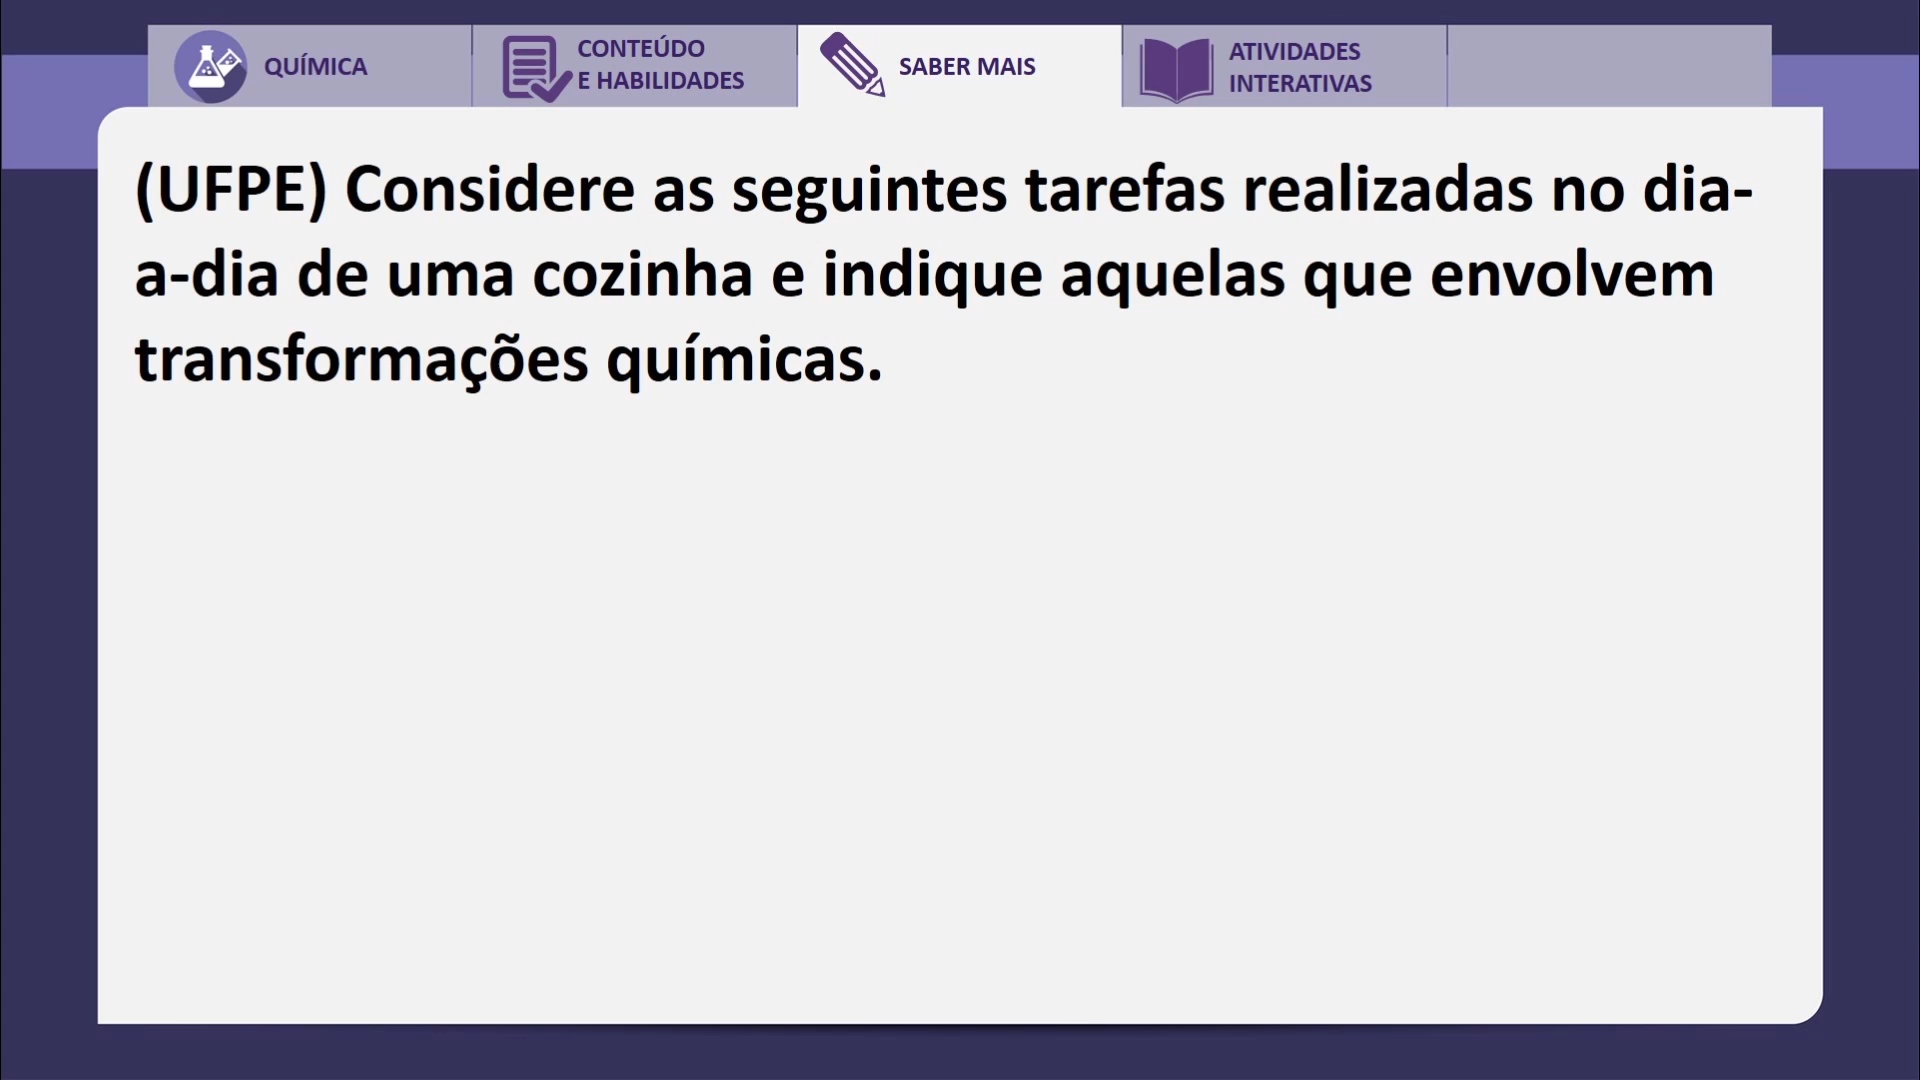 QUÍMICA
CONTEÚDO
E HABILIDADES
SABER MAIS
ATIVIDADES
INTERATIVAS
(UFPE) Considere as seguintes tarefas realizadas no dia-
a-dia de uma cozinha e indique aquelas que envolvem
transformações químicas.